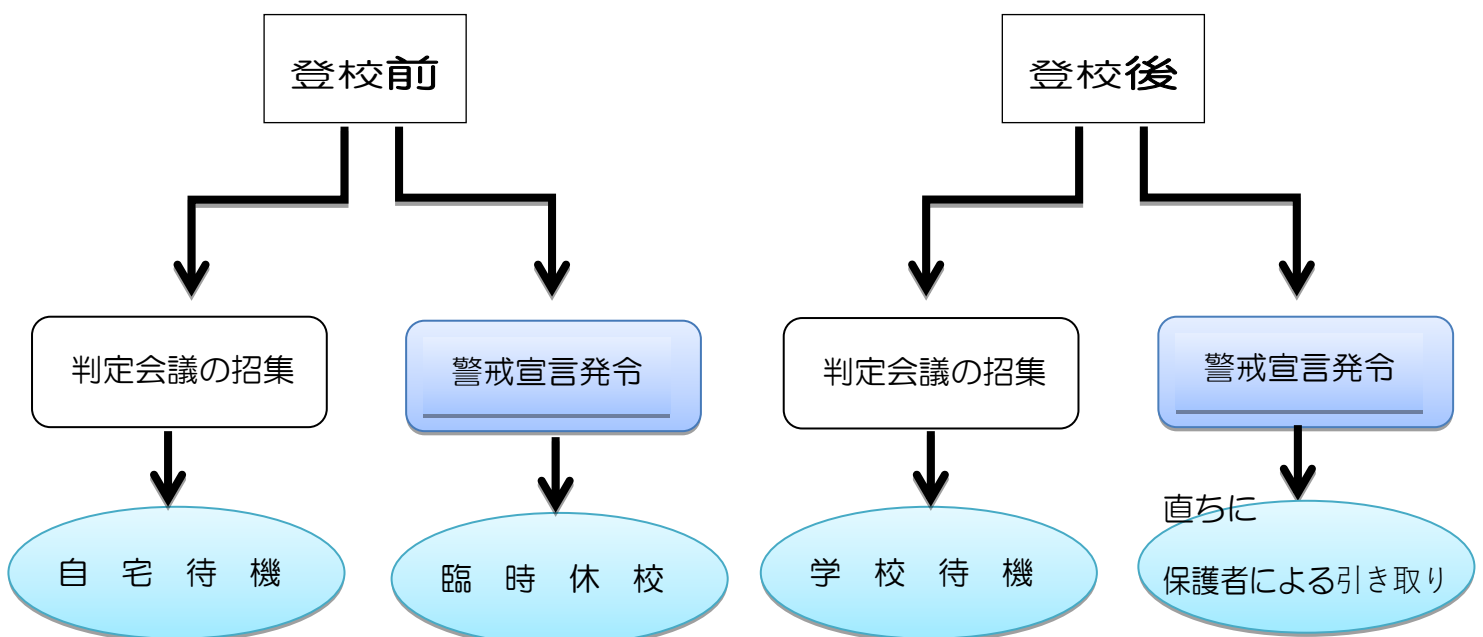 登校前
登校後
判定会議の招集
警戒宣言発令
判定会議の招集
警戒宣言発令
自宅待機
臨時休校
学校待機
直ちに
保護者による引き取り